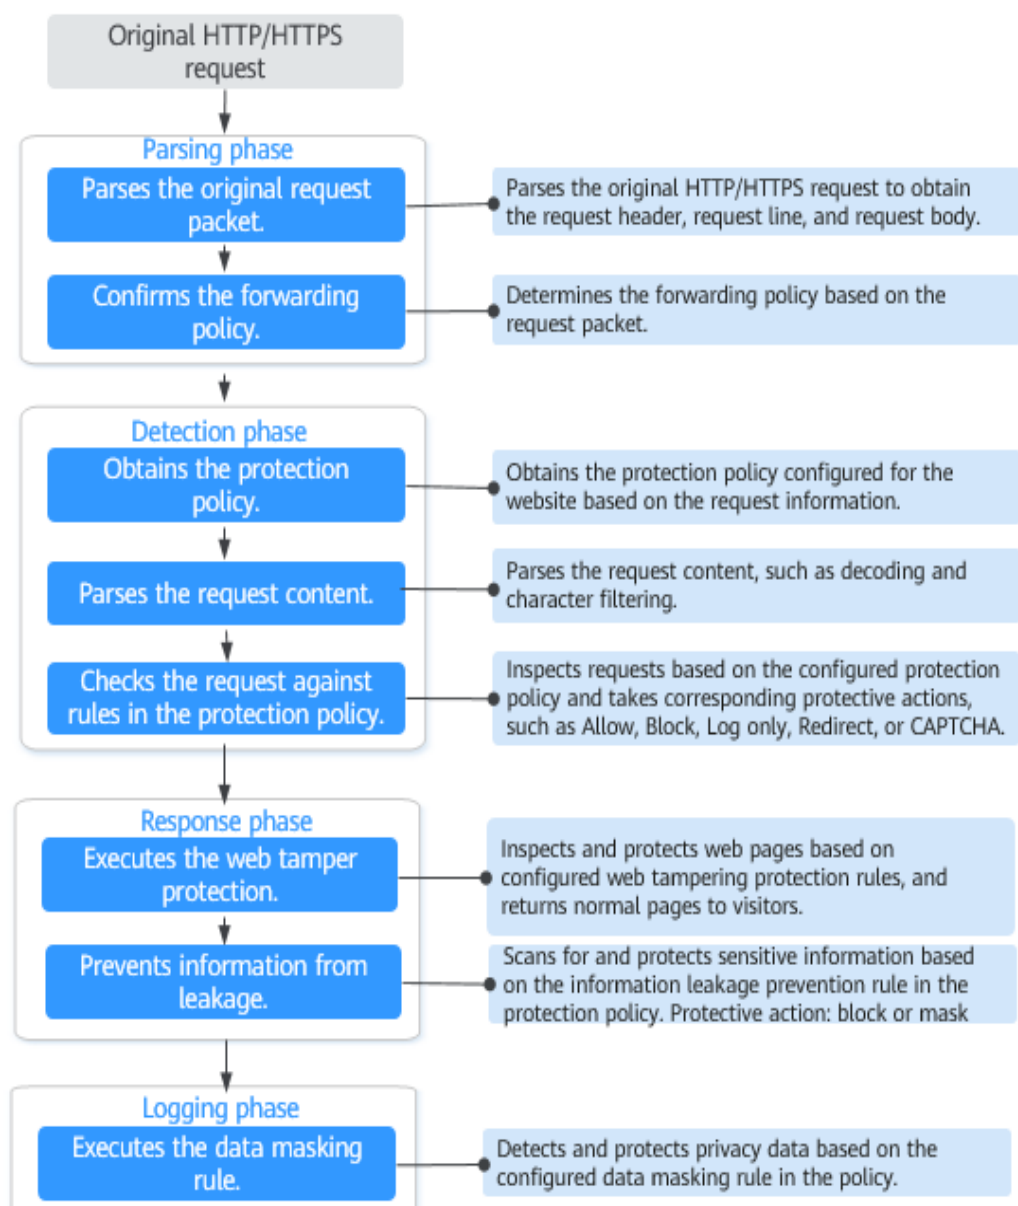 Original HTTP/HTTPS
request
Parsing phase
Parses the original request
packet.
Parses the original HTTP/HTTPS request to obtain
the request header, request line, and request body.
Confirms the forwarding
policy.
Determines the forwarding policy based on the
request packet.
Detection phase
Obtains the protection
policy.
Obtains the protection policy configured for the
website based on the request information.
Parses the request content.
Parses the request content, such as decoding and
character filtering.
Checks the request against
rules in the protection policy.
Inspects requests based on the configured protection
policy and takes corresponding protective actions,
such as Allow, Block, Log only, Redirect, or CAPTCHA.
Response phase
Executes the web tamper
protection.
Inspects and protects web pages based on
configured web tampering protection rules, and
returns normal pages to visitors.
Prevents information from
leakage.
Scans for and protects sensitive information based
on the information leakage prevention rule in the
protection policy. Protective action: block or mask
Logging phase
Executes the data masking
rule.
Detects and protects privacy data based on the
configured data masking rule in the policy.